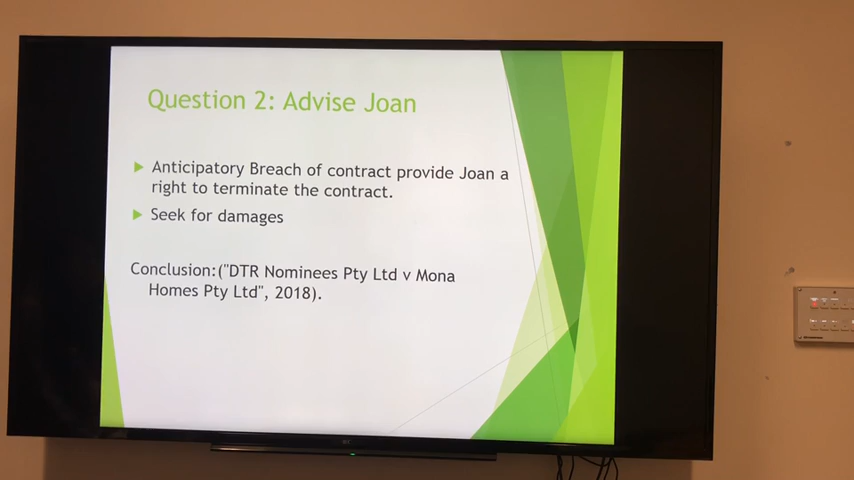 Question 2: Advise Joan
Anticipatory Breach of contract provide Joan a
right to terminate the contract.
Seek for damages
Conclusion:("DTR Nominees Pty Ltd v Mona
Homes Pty Ltd", 2018).